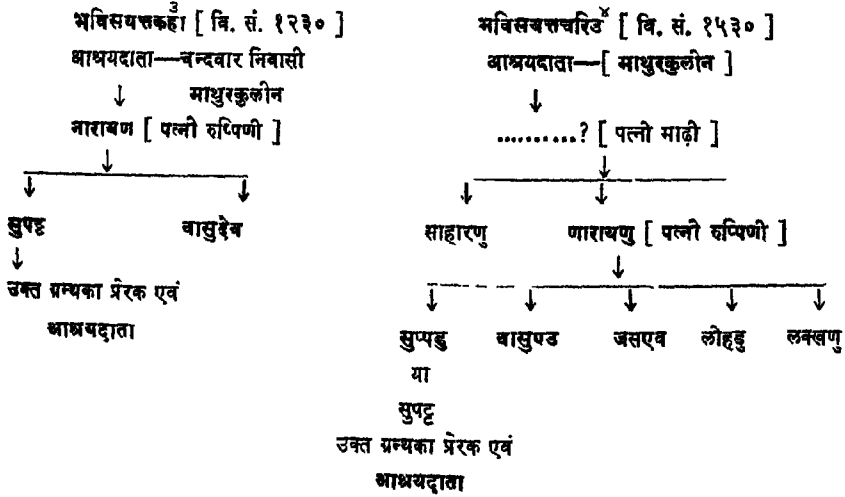 भविसयत्तकहा³ [ वि. सं. १२३० ]
आश्रयदाता—चन्दवार निवासी
माथुरकुलीन
↓
नारायण [ पत्नी रुप्पिणी ]
↓
↓ ↓
सुपट्ट वासुदेव
↓
उक्त ग्रन्थका प्रेरक एवं
आश्रयदाता
भविसयत्तचरिउ⁴ [ वि. सं. १५३० ]
आश्रयदाता—[ माथुरकुलीन ]
↓
..........? [ पत्नी माढ़ी ]
↓
↓ ↓
साहारणु णारायणु [ पत्नी रुप्पिणी ]
↓
↓ ↓ ↓ ↓ ↓
सुप्पडु वासुएड जसएव लोहडु लक्खणु
या
सुपट्ट
उक्त ग्रन्थका प्रेरक एवं
आश्रयदाता